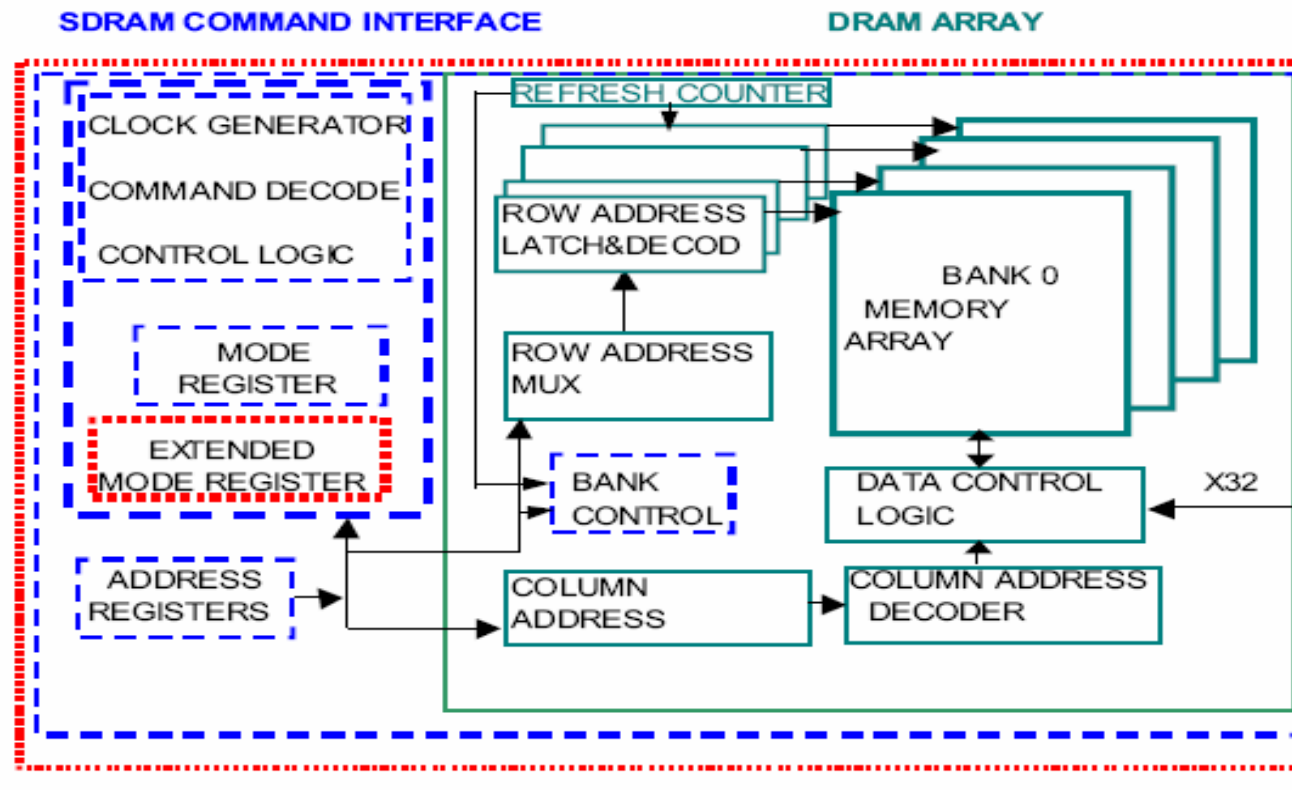 SDRAM COMMAND INTERFACE
DRAM ARRAY
REFRESH COUNTER
CLOCK GENERATOR
COMMAND DECODE
CONTROL LOGIC
ROW ADDRESS
LATCH&DECOD
BANK 0
MEMORY
ARRAY
MODE
REGISTER
ROW ADDRESS
MUX
EXTENDED
MODE REGISTER
BANK
CONTROL
DATA CONTROL
LOGIC
X32
ADDRESS
REGISTERS
COLUMN
ADDRESS
COLUMN ADDRESS
DECODER